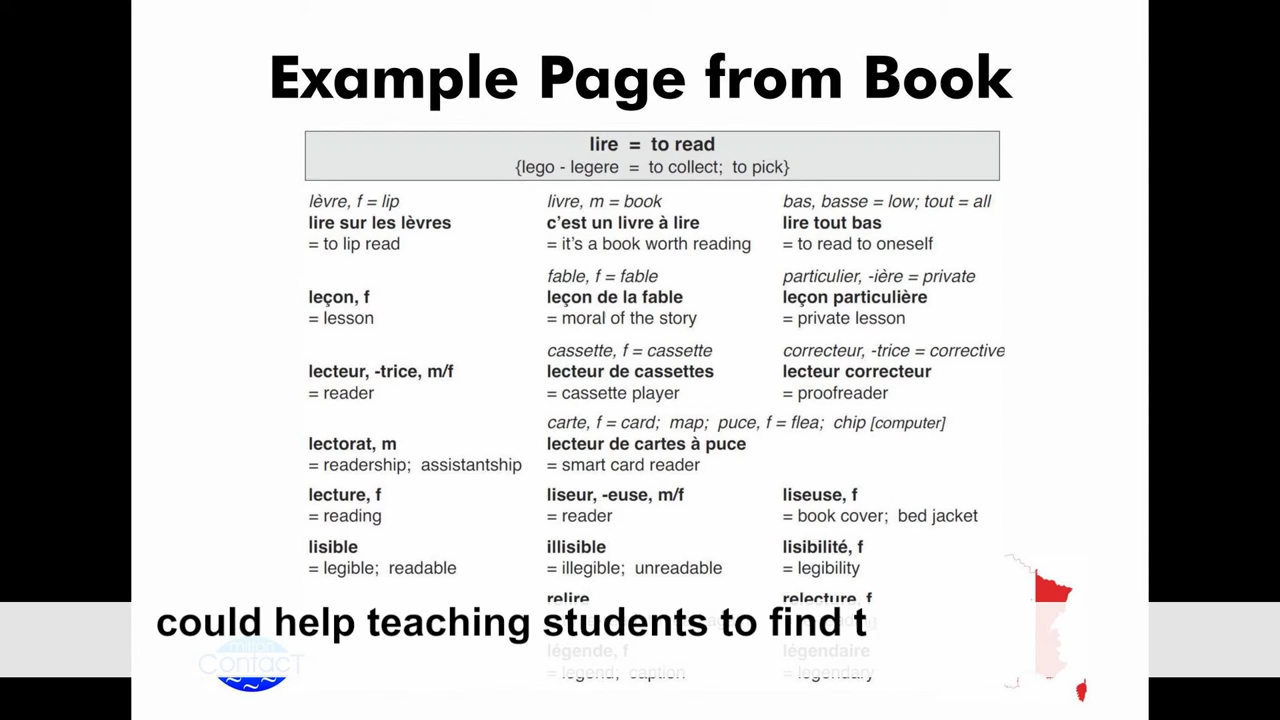 Example Page from Book
lire = to read
{lego - legere = to collect; to pick}
lèvre, f = lip
lire sur les lèvres
= to lip read
livre, m = book
c'est un livre à lire
= it's a book worth reading
bas, basse = low; tout = all
lire tout bas
= to read to oneself
leçon, f
= lesson
fable, f = fable
leçon de la fable
= moral of the story
particulier, -ière = private
leçon particulière
= private lesson
lecteur, -trice, m/f
= reader
cassette, f = cassette
lecteur de cassettes
= cassette player
correcteur, -trice = corrective
lecteur correcteur
= proofreader
lectorat, m
= readership; assistantship
carte, f = card; map; puce, f = flea; chip [computer]
lecteur de cartes à puce
= smart card reader
lecture, f
= reading
liseur, -euse, m/f
= reader
liseuse, f
= book cover; bed jacket
lisible
= legible; readable
illisible
= illegible; unreadable
lisibilité, f
= legibility
relire
relecture, f
could help teaching students to find t
légende, f
= legend; caption
légendaire
= legendary
ContacT